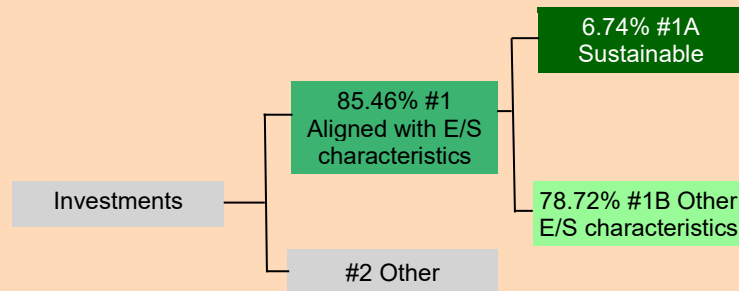 6.74% #1A
Sustainable
85.46% #1
Aligned with E/S
characteristics
Investments
78.72% #1B Other
E/S characteristics
#2 Other